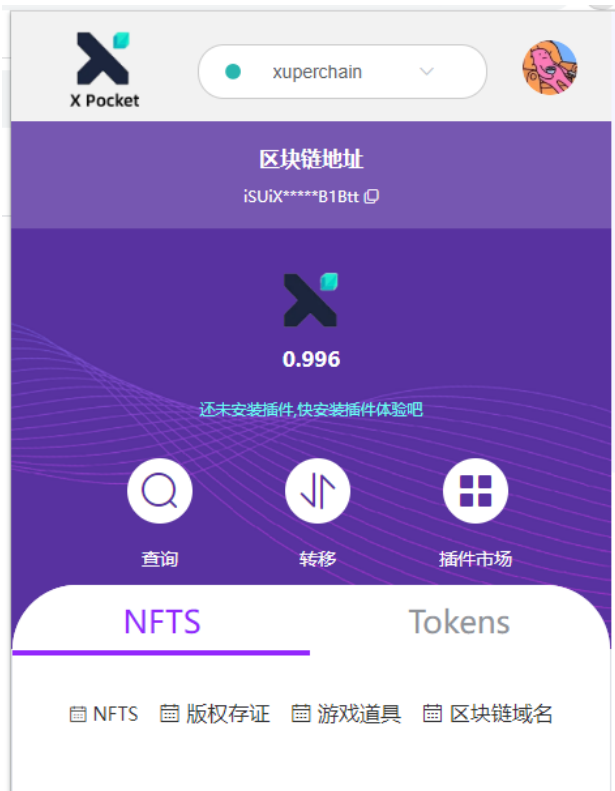 X Pocket
xuperchain
区块链地址
iSUiX*****B1Btt
0.996
还未安装插件,快安装插件体验吧
查询 转移 插件市场
NFTS Tokens
NFTS 版权存证 游戏道具 区块链域名